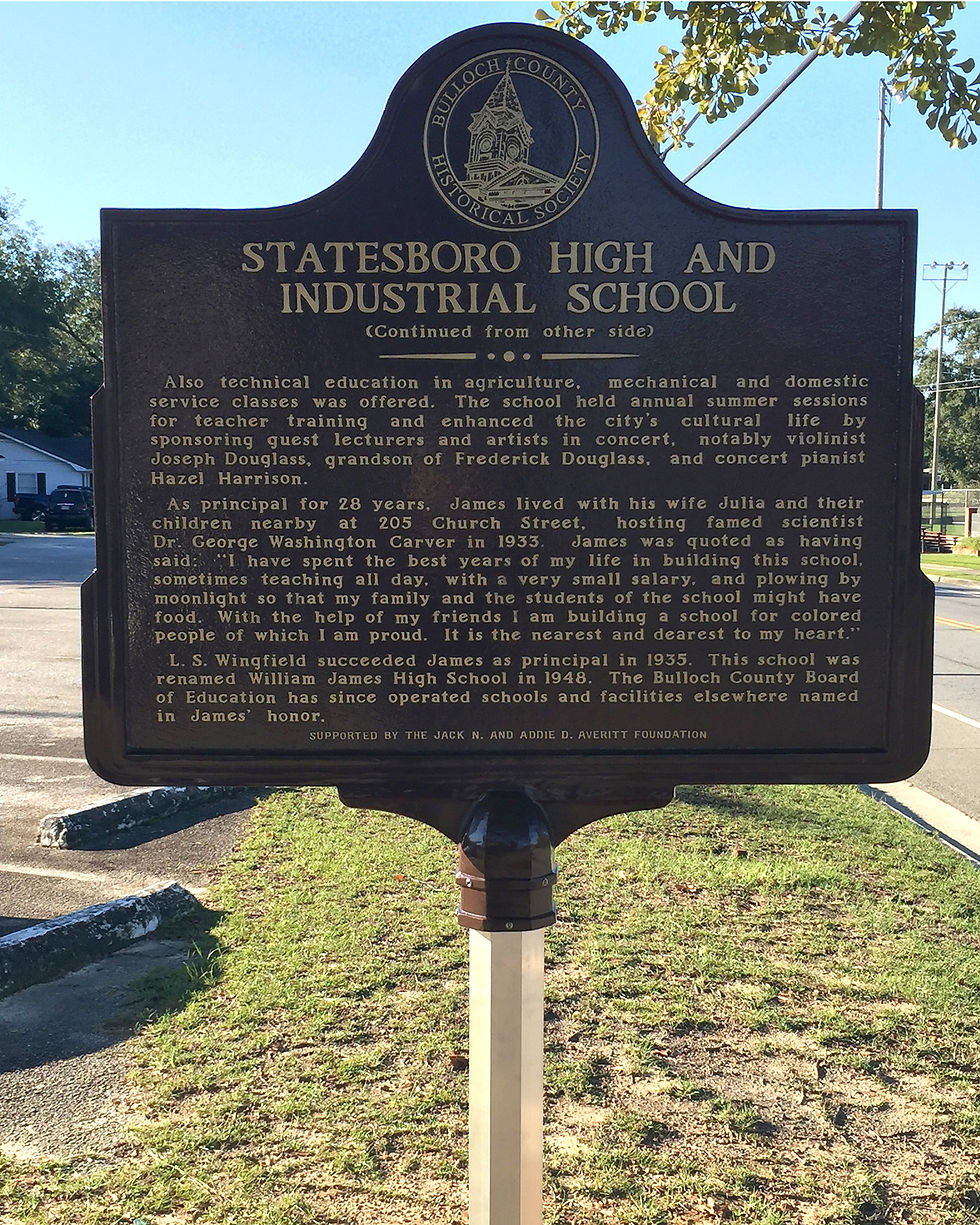 BULLOCH COUNTY
HISTORICAL SOCIETY
STATESBORO HIGH AND
INDUSTRIAL SCHOOL
(Continued from other side)
Also technical education in agriculture, mechanical and domestic
service classes was offered. The school held annual summer sessions
for teacher training and enhanced the city's cultural life by
sponsoring guest lecturers and artists in concert, notably violinist
Joseph Douglass, grandson of Frederick Douglass, and concert pianist
Hazel Harrison.
As principal for 28 years, James lived with his wife Julia and their
children nearby at 205 Church Street, hosting famed scientist
Dr. George Washington Carver in 1933. James was quoted as having
said: "I have spent the best years of my life in building this school,
sometimes teaching all day, with a very small salary, and plowing by
moonlight so that my family and the students of the school might have
food. With the help of my friends I am building a school for colored
people of which I am proud. It is the nearest and dearest to my heart."
L. S. Wingfield succeeded James as principal in 1935. This school was
renamed William James High School in 1948. The Bulloch County Board
of Education has since operated schools and facilities elsewhere named
in James' honor.
SUPPORTED BY THE JACK N. AND ADDIE D. AVERITT FOUNDATION